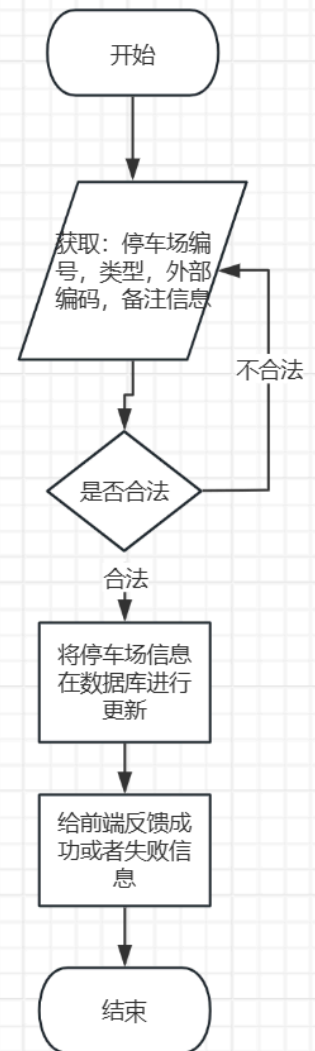 开始
获取：停车场编
号，类型，外部
编码，备注信息
不合法
是否合法
合法
将停车场信息
在数据库进行
更新
给前端反馈成
功或者失败信
息
结束